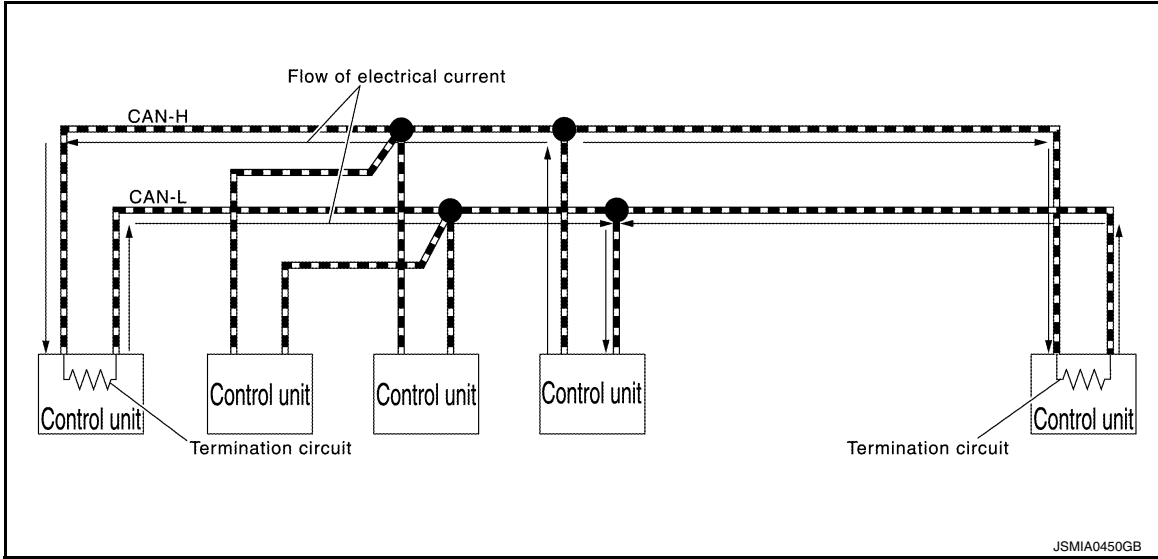 Flow of electrical current
CAN-H
CAN-L
Control unit
Control unit
Control unit
Control unit
Control unit
Termination circuit
Termination circuit
JSMIA0450GB